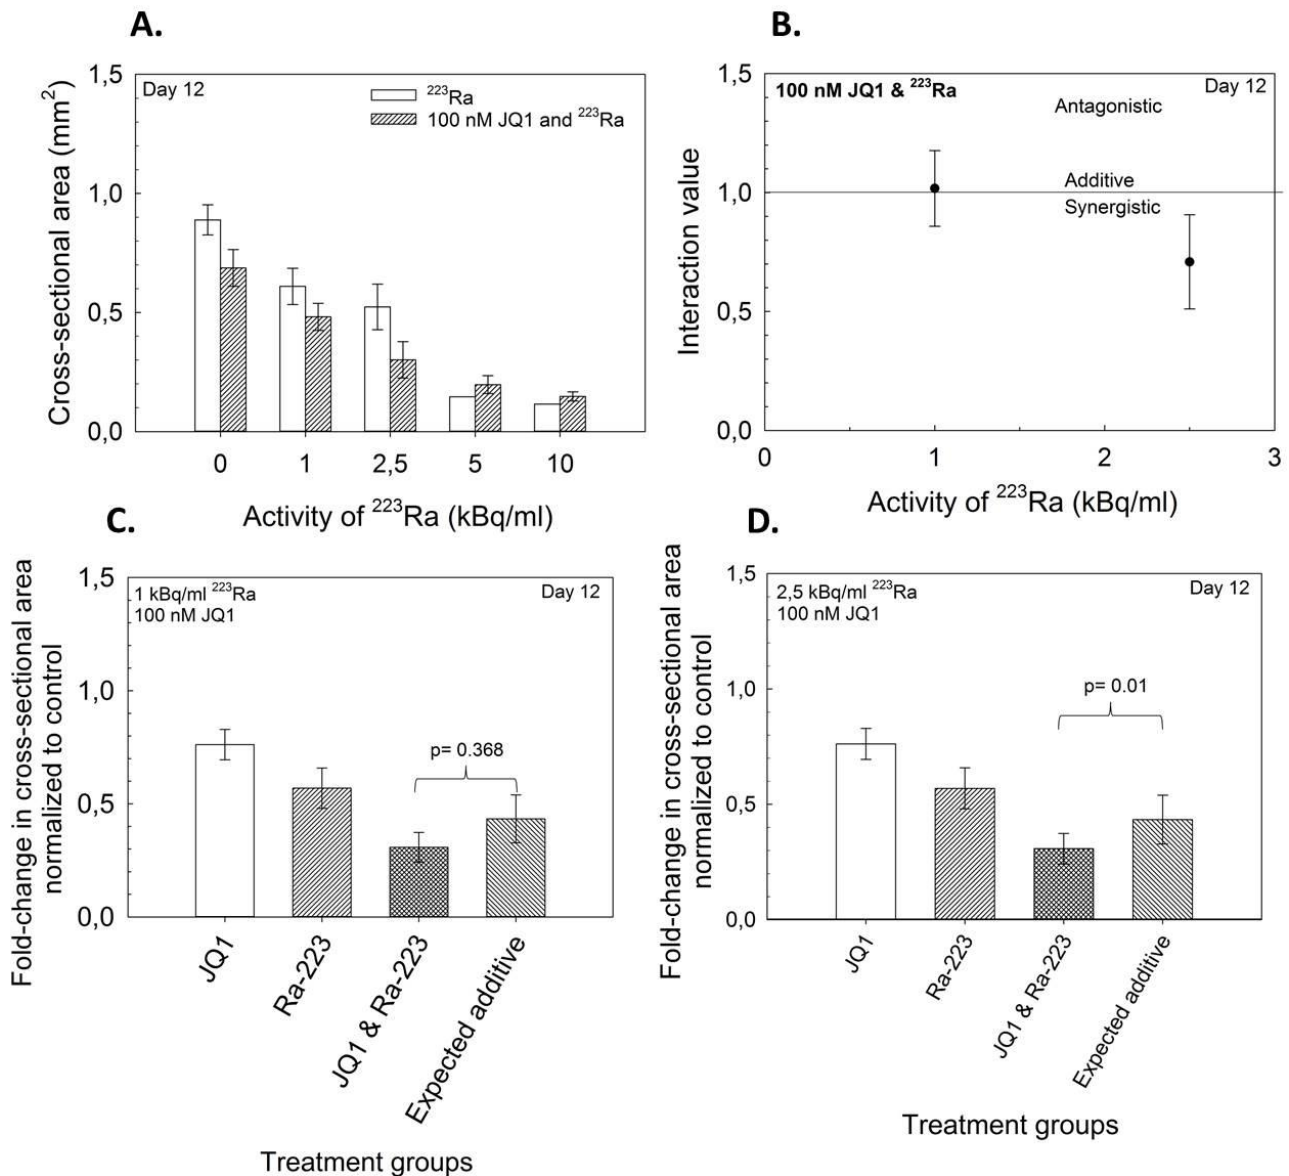 A.
Cross-sectional area (mm²)
1,5
1,0
0,5
0,0
Day 12
²²³Ra
100 nM JQ1 and ²²³Ra
0 1 2,5 5 10
Activity of ²²³Ra (kBq/ml)
B.
Interaction value
1,5
1,0
0,5
0,0
100 nM JQ1 & ²²³Ra
Day 12
Antagonistic
Additive
Synergistic
0 1 2 3
Activity of ²²³Ra (kBq/ml)
C.
Fold-change in cross-sectional area
normalized to control
1,5
1,0
0,5
0,0
1 kBq/ml ²²³Ra
100 nM JQ1
Day 12
p= 0.368
JQ1
Ra-223
JQ1 & Ra-223
Expected additive
Treatment groups
D.
Fold-change in cross-sectional area
normalized to control
1,5
1,0
0,5
0,0
2,5 kBq/ml ²²³Ra
100 nM JQ1
Day 12
p= 0.01
JQ1
Ra-223
JQ1 & Ra-223
Expected additive
Treatment groups